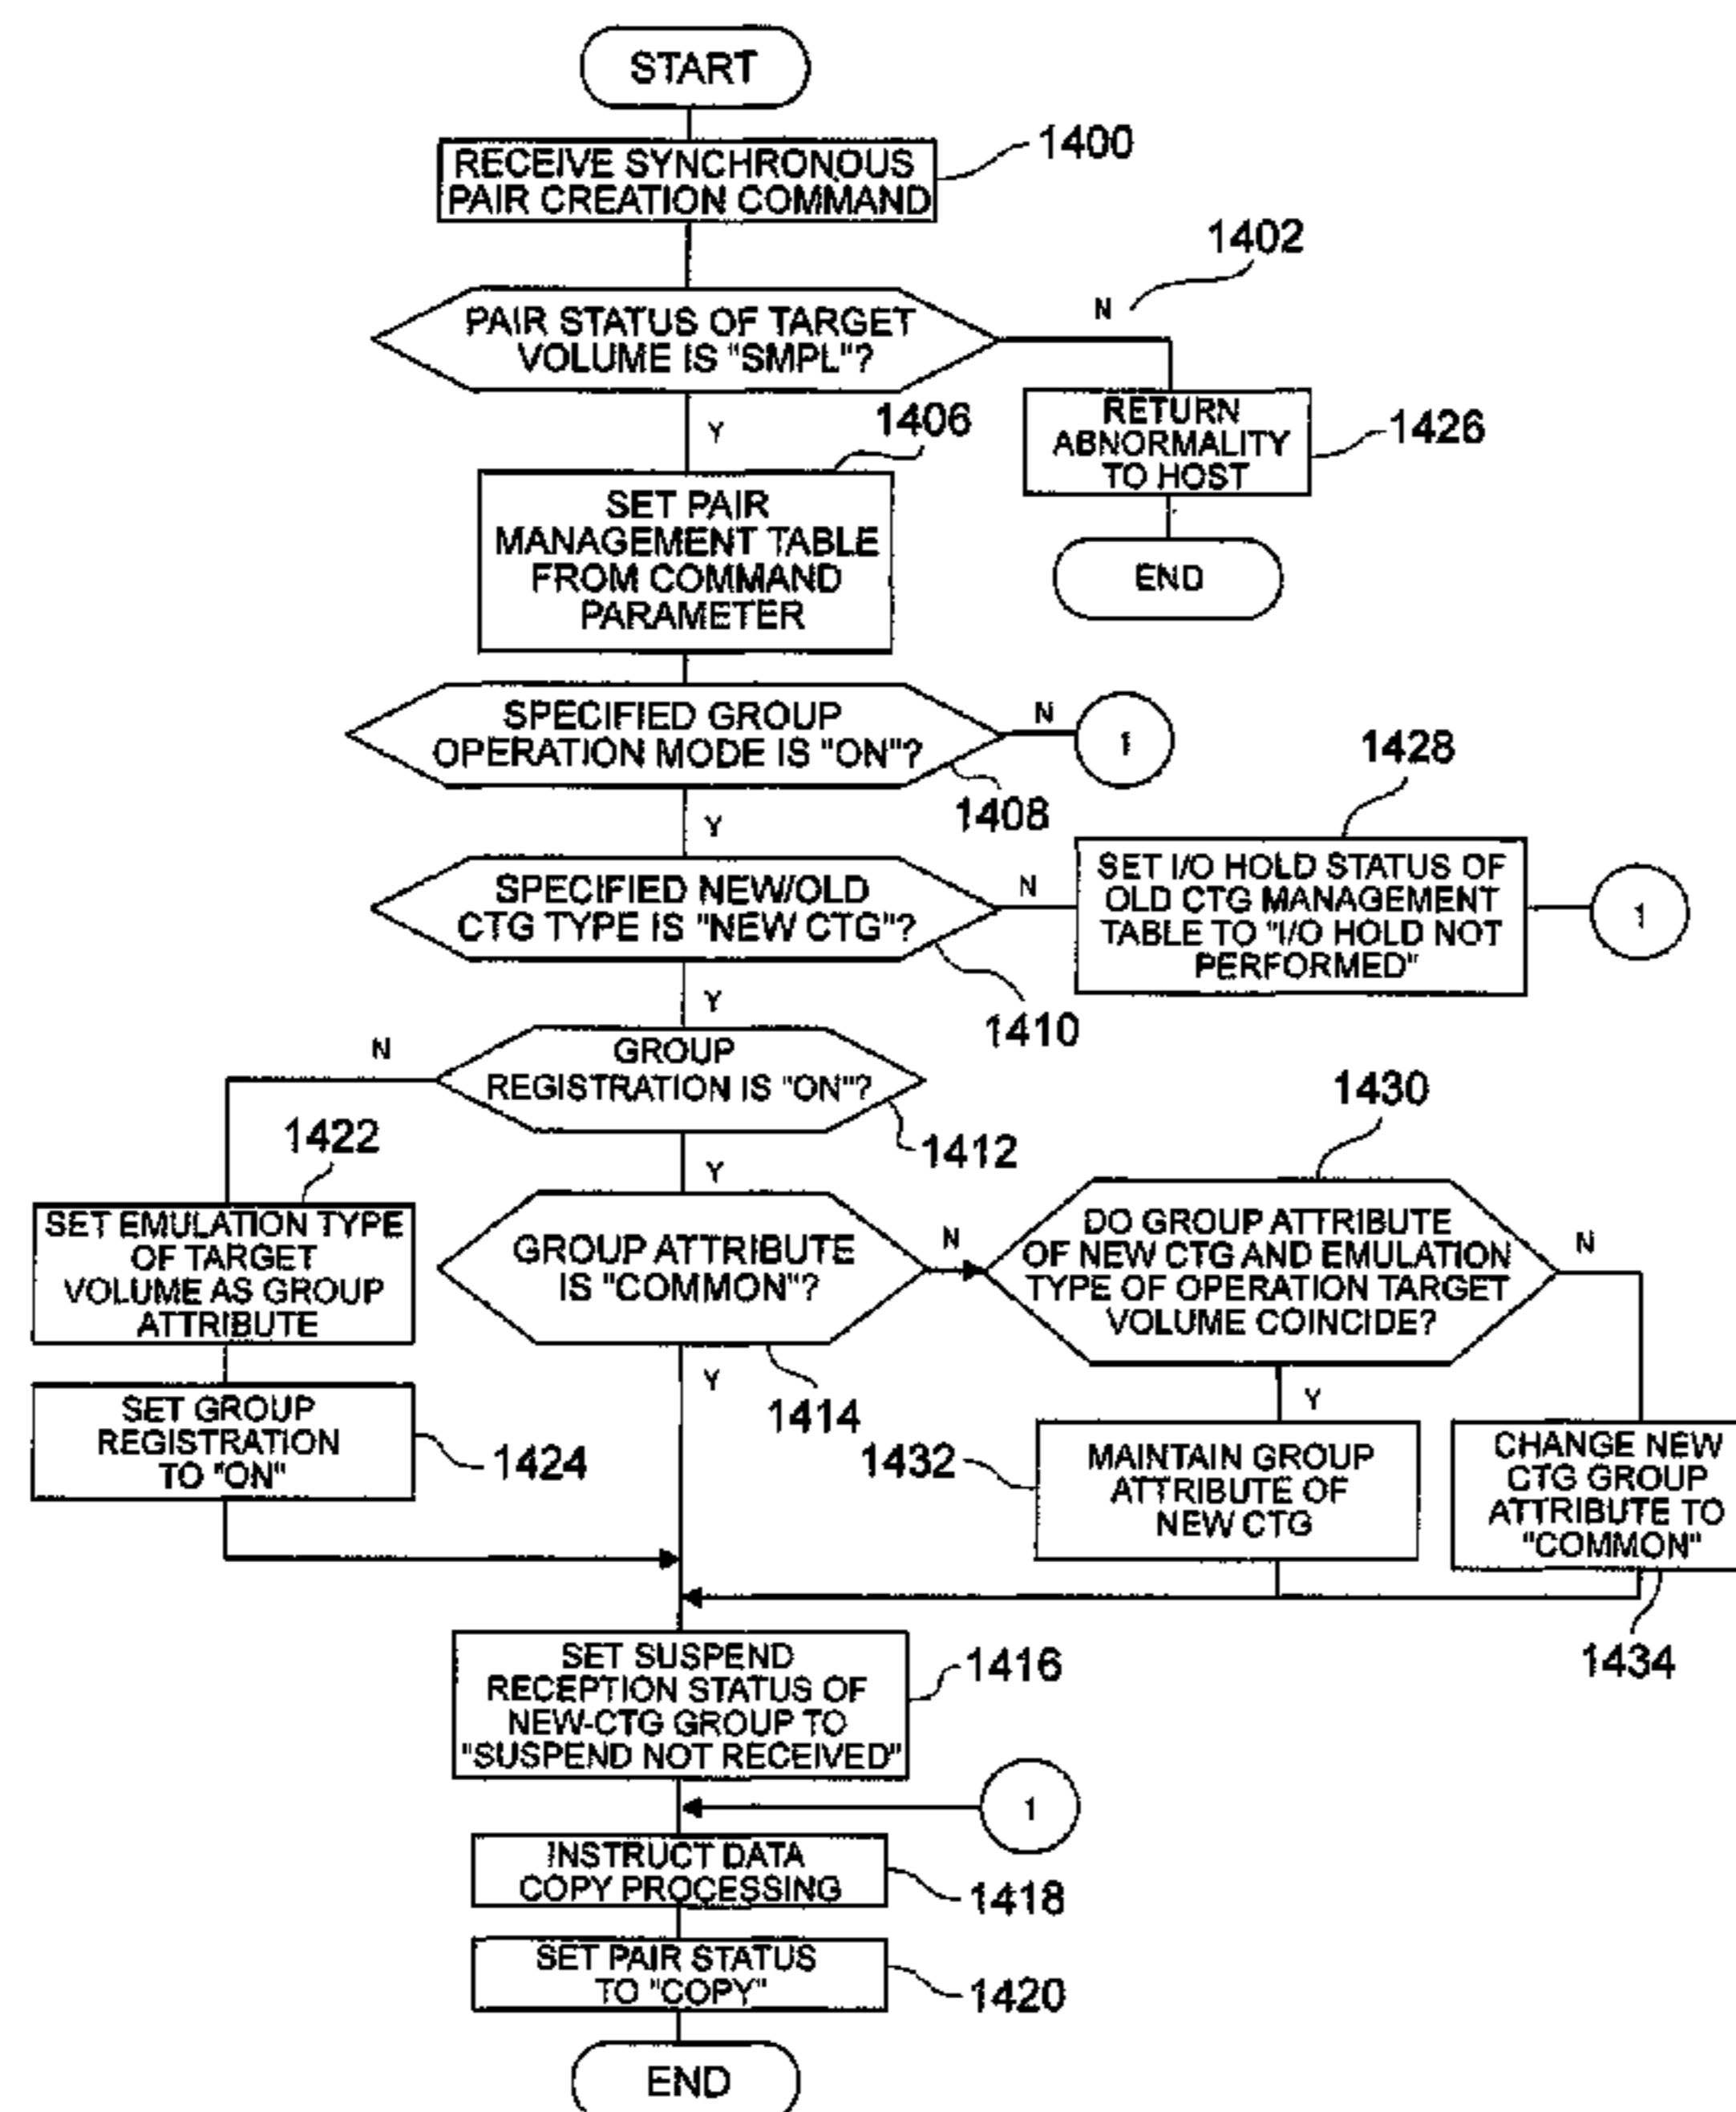 START
RECEIVE SYNCHRONOUS
PAIR CREATION COMMAND
1400
1402
PAIR STATUS OF TARGET
VOLUME IS "SMPL"?
N
Y
1406
RETURN
ABNORMALITY
TO HOST
1426
END
SET PAIR
MANAGEMENT TABLE
FROM COMMAND
PARAMETER
SPECIFIED GROUP
OPERATION MODE IS "ON"?
N
1
1408
Y
1428
SPECIFIED NEW/OLD
CTG TYPE IS "NEW CTG"?
N
SET I/O HOLD STATUS OF
OLD CTG MANAGEMENT
TABLE TO "I/O HOLD NOT
PERFORMED"
1
1410
Y
GROUP
REGISTRATION IS "ON"?
N
1412
Y
1422
SET EMULATION TYPE
OF TARGET
VOLUME AS GROUP
ATTRIBUTE
SET GROUP
REGISTRATION
TO "ON"
1424
GROUP ATTRIBUTE
IS "COMMON"?
N
Y
1414
1430
DO GROUP ATTRIBUTE
OF NEW CTG AND EMULATION
TYPE OF OPERATION TARGET
VOLUME COINCIDE?
N
Y
1432
MAINTAIN GROUP
ATTRIBUTE OF
NEW CTG
CHANGE NEW
CTG GROUP
ATTRIBUTE TO
"COMMON"
1434
SET SUSPEND
RECEPTION STATUS OF
NEW-CTG GROUP TO
"SUSPEND NOT RECEIVED"
1416
1
INSTRUCT DATA
COPY PROCESSING
1418
SET PAIR STATUS
TO "COPY"
1420
END